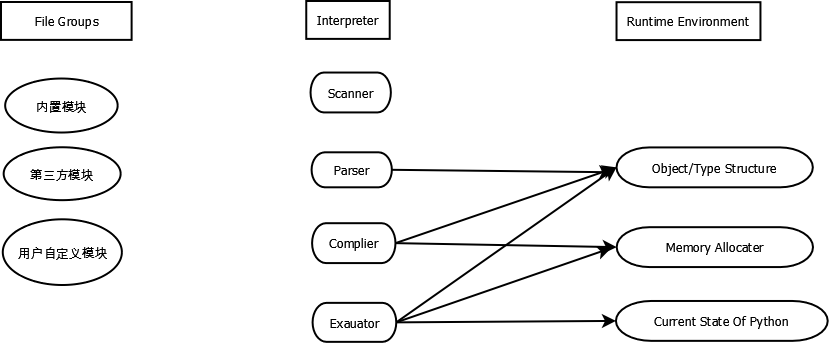 File Groups
Interpreter
Runtime Environment
内置模块
Scanner
第三方模块
Parser
Object/Type Structure
用户自定义模块
Complier
Memory Allocater
Exauator
Current State Of Python